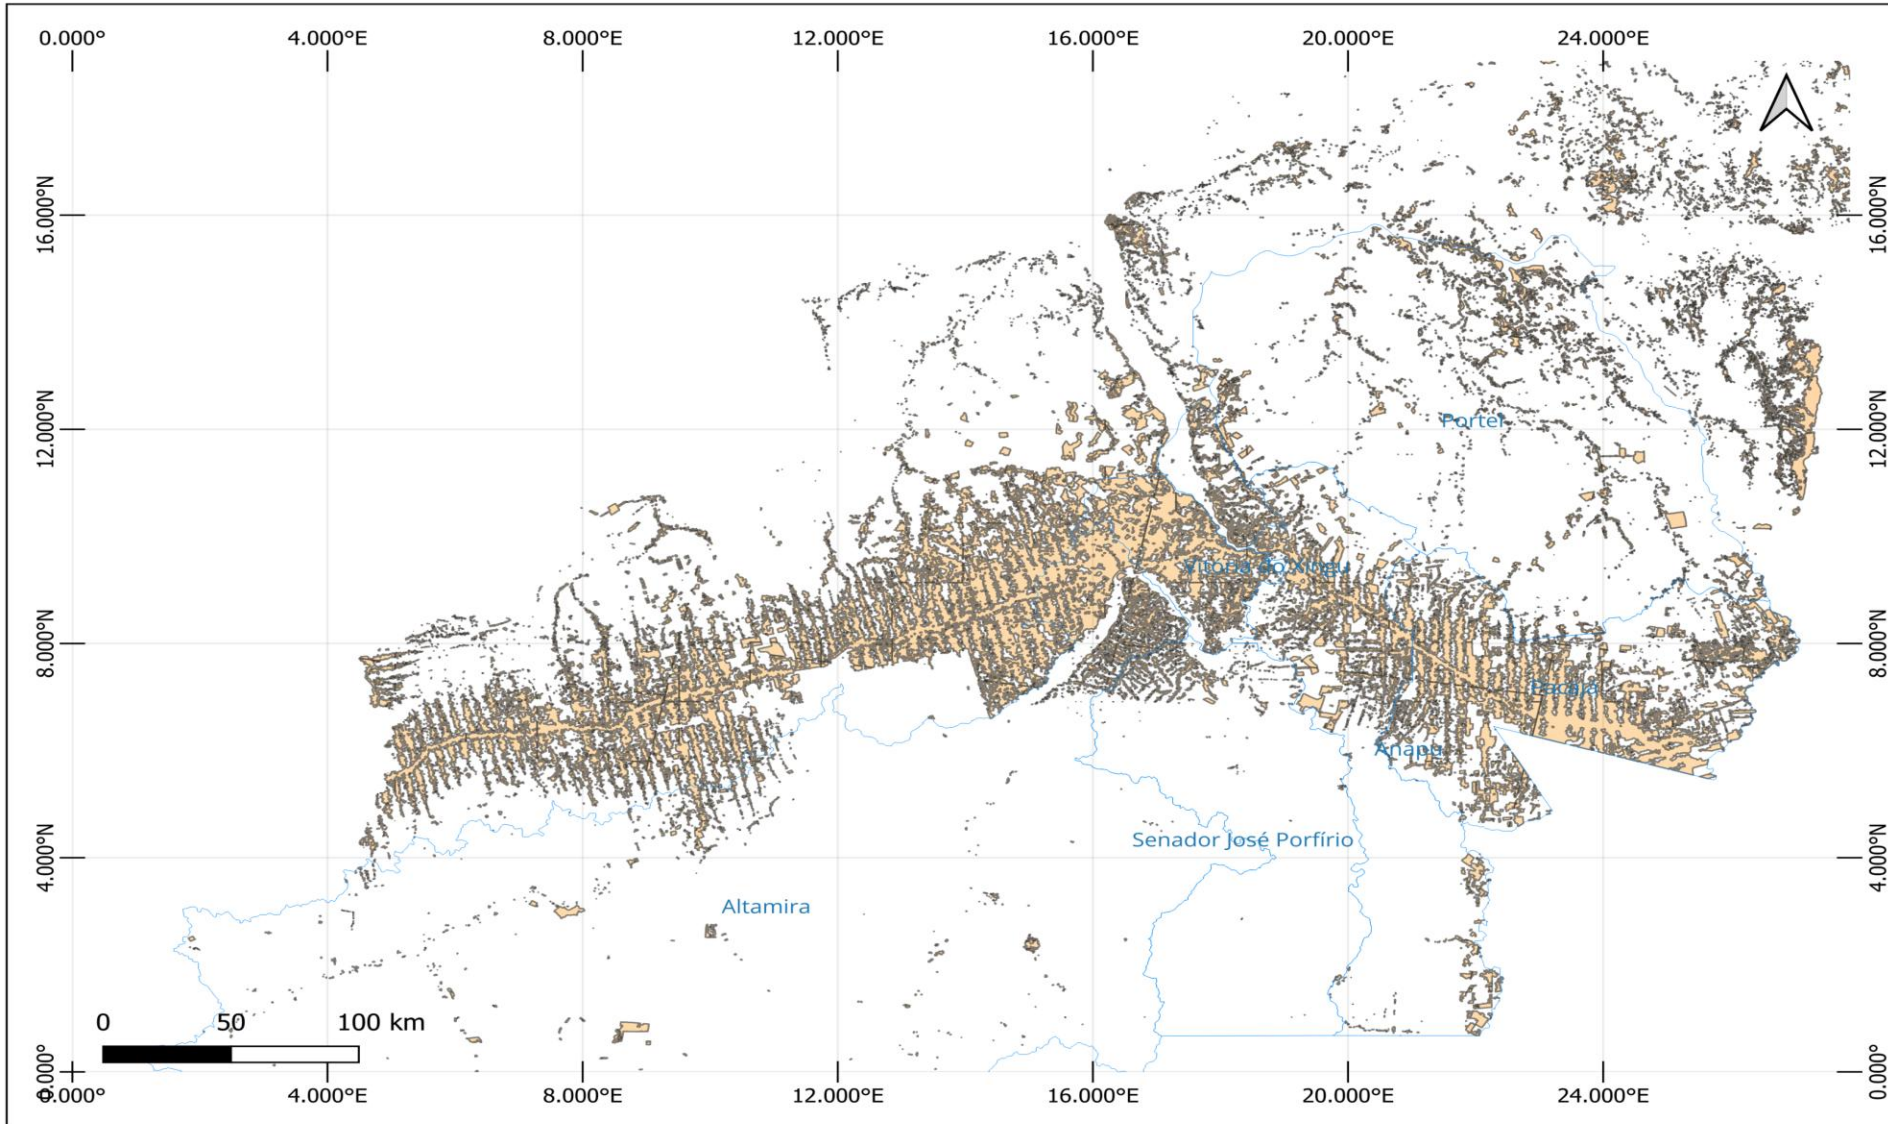 0.000° 4.000°E 8.000°E 12.000°E 16.000°E 20.000°E 24.000°E
16.000°N 16.000°N
12.000°N 12.000°N
Portel
Vitória do Xingu
8.000°N 8.000°N
Pacajá
Anapu
Senador José Porfírio
4.000°N 4.000°N
Altamira
0 50 100 km
0.000° 0.000°
0.000° 4.000°E 8.000°E 12.000°E 16.000°E 20.000°E 24.000°E